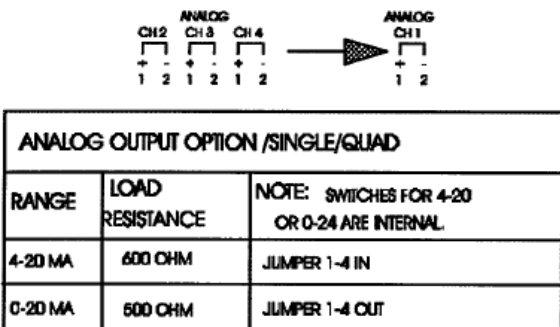 ANALOG
CH 2 CH 3 CH 4
+ - + - + -
1 2 1 2 1 2
ANALOG
CH 1
+ -
1 2
ANALOG OUTPUT OPTION /SINGLE/QUAD
RANGE
LOAD RESISTANCE
NOTE: SWITCHES FOR 4-20
OR 0-24 ARE INTERNAL.
4-20 MA 600 OHM JUMPER 1-4 IN
0-20 MA 500 OHM JUMPER 1-4 OUT